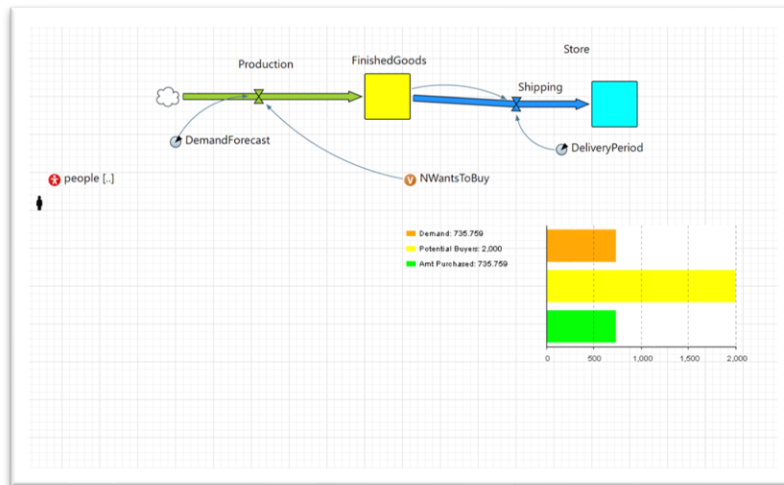 Store
FinishedGoods
Production
Shipping
DemandForecast
DeliveryPeriod
people [..]
V NWantsToBuy
Demand: 735.759
Potential Buyers: 2,000
Amt Purchased: 735.759
0 500 1,000 1,500 2,000